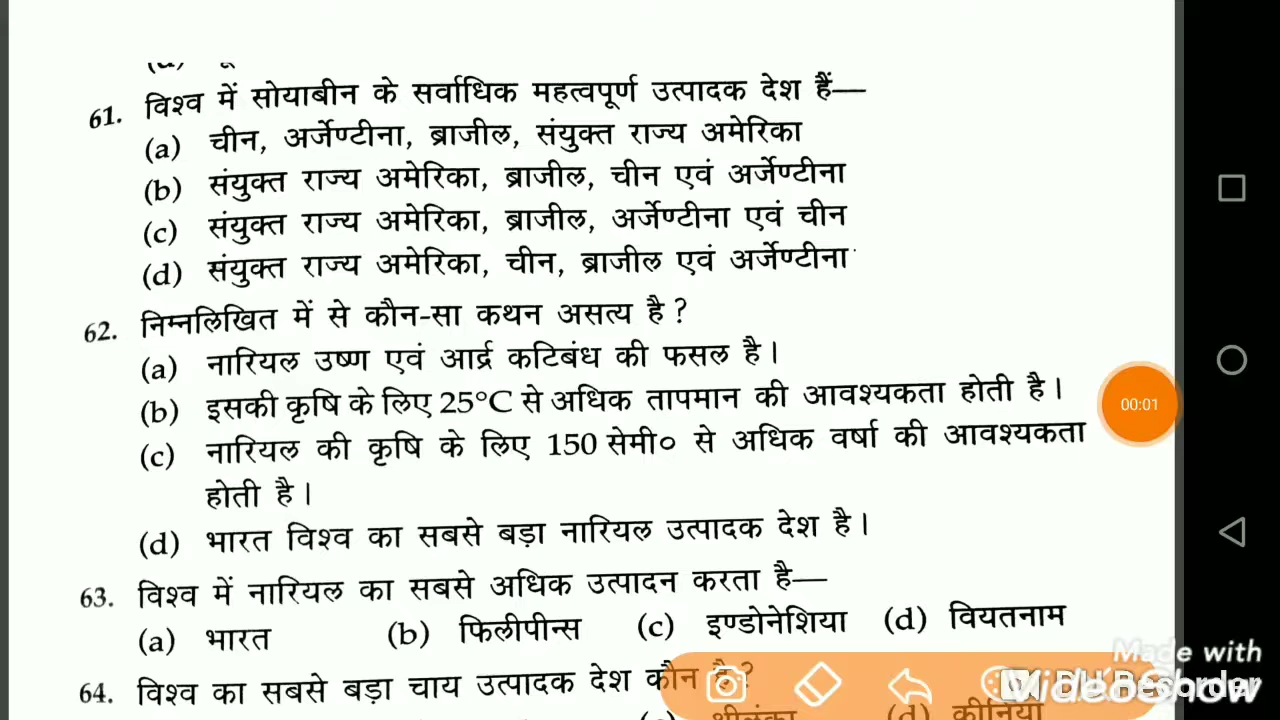 61. विश्व में सोयाबीन के सर्वाधिक महत्वपूर्ण उत्पादक देश हैं—
(a) चीन, अर्जेण्टीना, ब्राजील, संयुक्त राज्य अमेरिका
(b) संयुक्त राज्य अमेरिका, ब्राजील, चीन एवं अर्जेण्टीना
(c) संयुक्त राज्य अमेरिका, ब्राजील, अर्जेण्टीना एवं चीन
(d) संयुक्त राज्य अमेरिका, चीन, ब्राजील एवं अर्जेण्टीना
62. निम्नलिखित में से कौन-सा कथन असत्य है ?
(a) नारियल उष्ण एवं आर्द्र कटिबंध की फसल है।
(b) इसकी कृषि के लिए 25°C से अधिक तापमान की आवश्यकता होती है।
00:01
(c) नारियल की कृषि के लिए 150 सेमी० से अधिक वर्षा की आवश्यकता
होती है।
(d) भारत विश्व का सबसे बड़ा नारियल उत्पादक देश है।
63. विश्व में नारियल का सबसे अधिक उत्पादन करता है—
(a) भारत (b) फिलीपीन्स (c) इण्डोनेशिया (d) वियतनाम
64. विश्व का सबसे बड़ा चाय उत्पादक देश कौन है ?
(c) श्रीलंका (d) कीनिया
Made with
VideoShow
DU Recorder